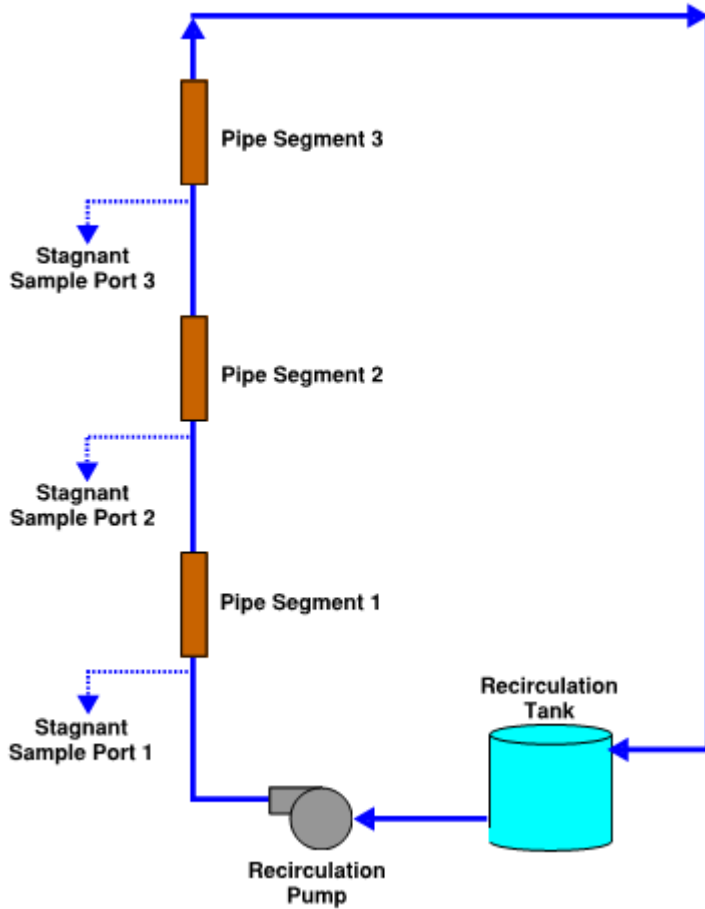 Pipe Segment 3
Stagnant
Sample Port 3
Pipe Segment 2
Stagnant
Sample Port 2
Pipe Segment 1
Stagnant
Sample Port 1
Recirculation
Tank
Recirculation
Pump